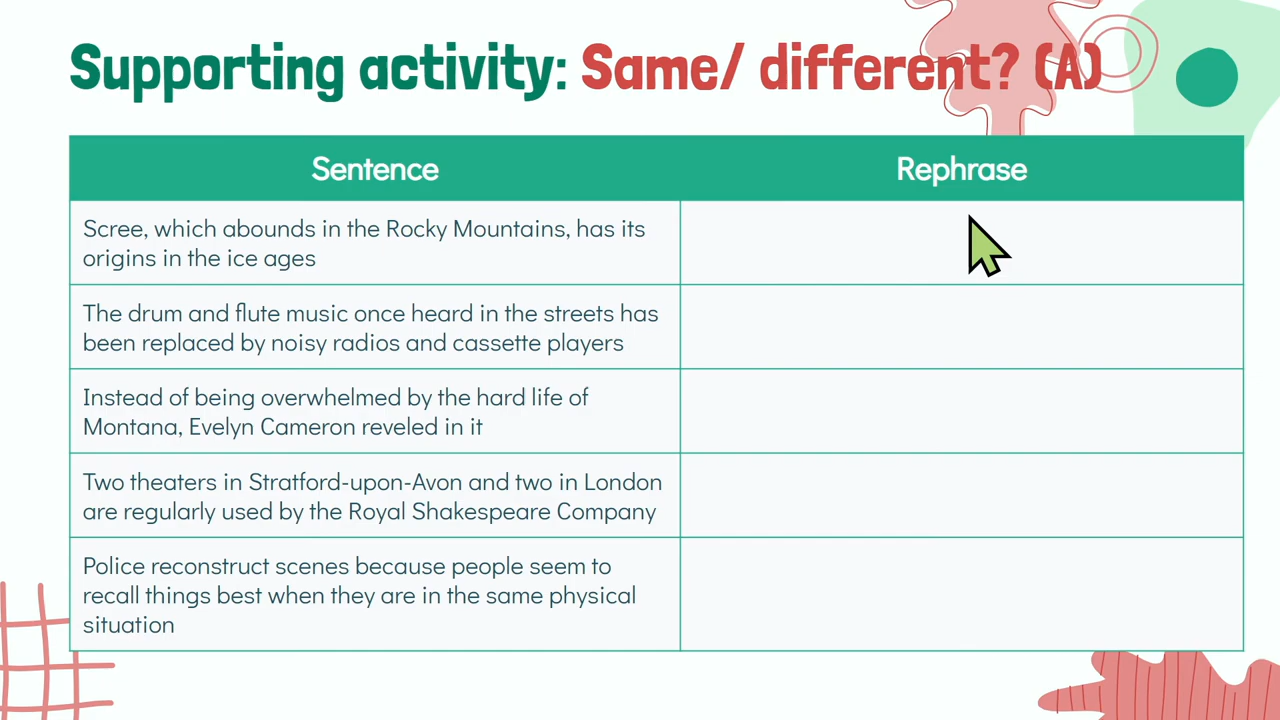 Supporting activity: Same/ different? (A)
Sentence
Rephrase
Scree, which abounds in the Rocky Mountains, has its
origins in the ice ages
The drum and flute music once heard in the streets has
been replaced by noisy radios and cassette players
Instead of being overwhelmed by the hard life of
Montana, Evelyn Cameron reveled in it
Two theaters in Stratford-upon-Avon and two in London
are regularly used by the Royal Shakespeare Company
Police reconstruct scenes because people seem to
recall things best when they are in the same physical
situation